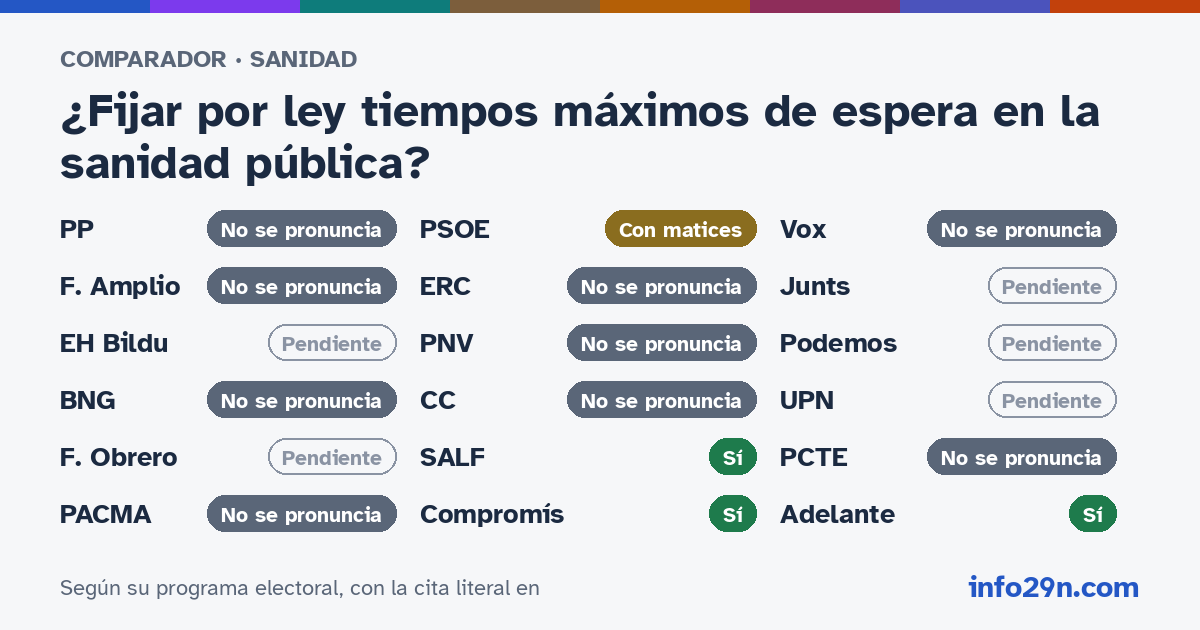 COMPARADOR · SANIDAD
¿Fijar por ley tiempos máximos de espera en la
sanidad pública?
PP No se pronuncia PSOE Con matices Vox No se pronuncia
F. Amplio No se pronuncia ERC No se pronuncia Junts Pendiente
EH Bildu Pendiente PNV No se pronuncia Podemos Pendiente
BNG No se pronuncia CC No se pronuncia UPN Pendiente
F. Obrero Pendiente SALF Sí PCTE No se pronuncia
PACMA No se pronuncia Compromís Sí Adelante Sí
Según su programa electoral, con la cita literal en info29n.com